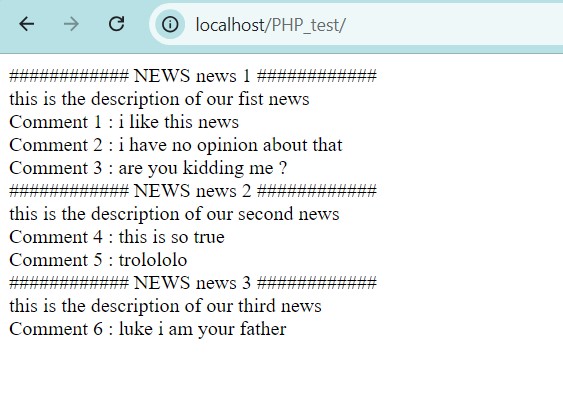 localhost/PHP_test/
############ NEWS news 1 ############
this is the description of our fist news
Comment 1 : i like this news
Comment 2 : i have no opinion about that
Comment 3 : are you kidding me ?
############ NEWS news 2 ############
this is the description of our second news
Comment 4 : this is so true
Comment 5 : trolololo
############ NEWS news 3 ############
this is the description of our third news
Comment 6 : luke i am your father